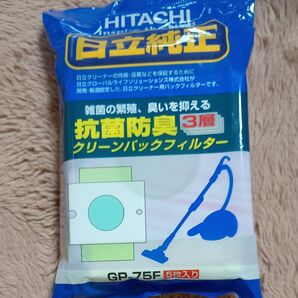 HITACHI
Inspire the Next
日立純正
日立クリーナーの性能・品質などを保証するために
日立グローバルライフソリューションズ株式会社が
開発・製造認定した、日立クリーナー用パックフィルターです。
雑菌の繁殖、臭いを抑える
抗菌防臭3層
クリーンパックフィルター
GP-75F
5枚入り